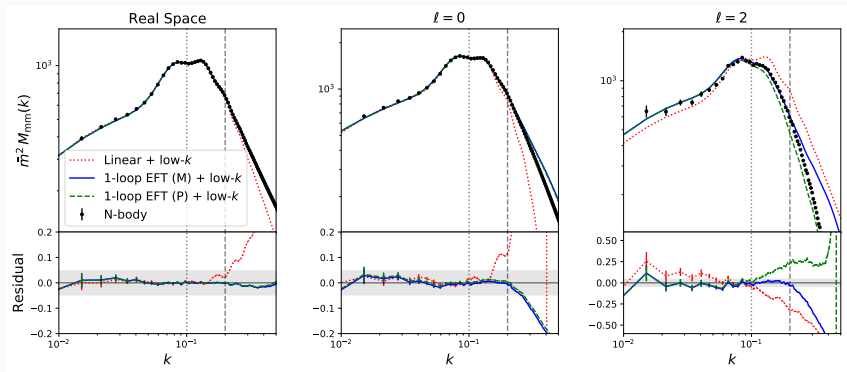 Real Space
ℓ = 0
ℓ = 2
m̄² M_mm(k)
10³
10³
10³
Linear + low-k
1-loop EFT (M) + low-k
1-loop EFT (P) + low-k
N-body
Residual
0.2
0.1
0.0
−0.1
−0.2
0.2
0.1
0.0
−0.1
−0.2
0.50
0.25
0.00
−0.25
−0.50
10⁻² 10⁻¹
10⁻² 10⁻¹
10⁻² 10⁻¹
k
k
k